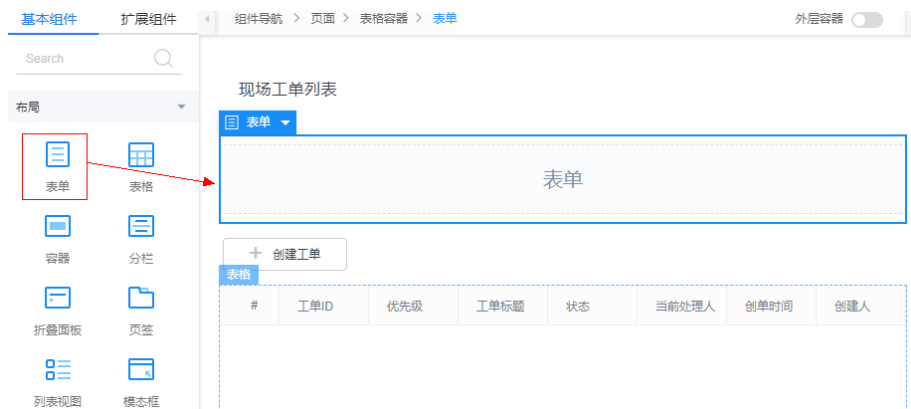 基本组件 扩展组件
组件导航 > 页面 > 表格容器 > 表单 外层容器
Search
现场工单列表
布局
表单
表单
表单 表格
容器 分栏
创建工单
表格
# 工单ID 优先级 工单标题 状态 当前处理人 创单时间 创建人
折叠面板 页签
列表视图 模态框